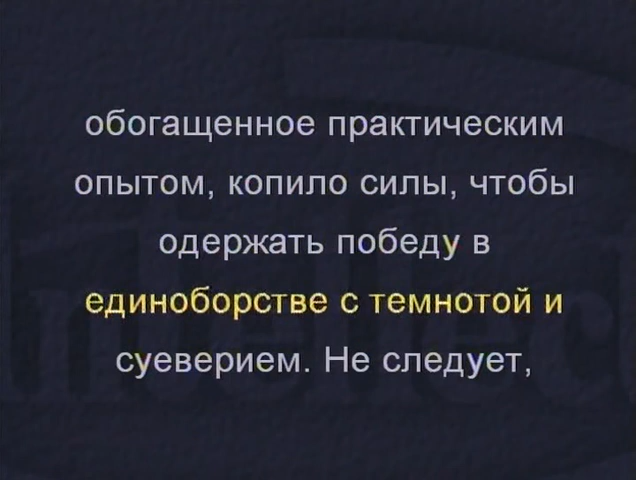 обогащенное практическим
опытом, копило силы, чтобы
одержать победу в
единоборстве с темнотой и
суеверием. Не следует,